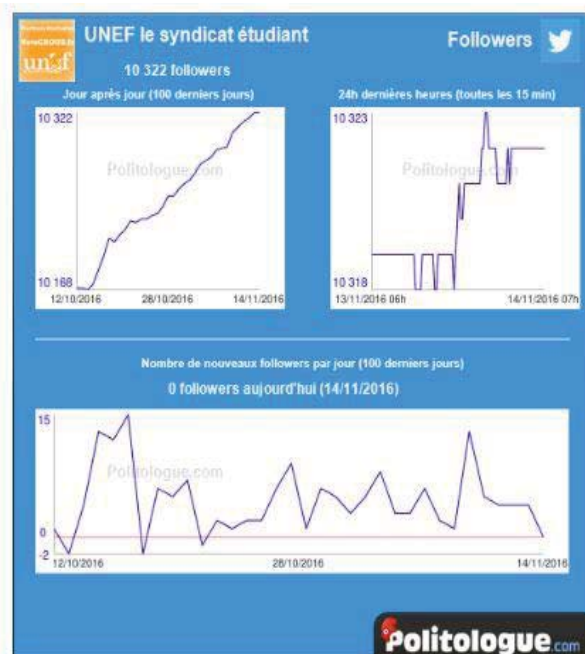 UNEF le syndicat étudiant
Followers
10 322 followers
unef
Jour après jour (100 derniers jours)
24h dernières heures (toutes les 15 min)
10 322
Politologue.com
10 168
12/10/2016
28/10/2016
14/11/2016
10 323
Politologue.com
10 318
13/11/2016 06h
14/11/2016 07h
Nombre de nouveaux followers par jour (100 derniers jours)
0 followers aujourd'hui (14/11/2016)
15
Politologue.com
0
-2
12/10/2016
28/10/2016
14/11/2016
Politologue.com